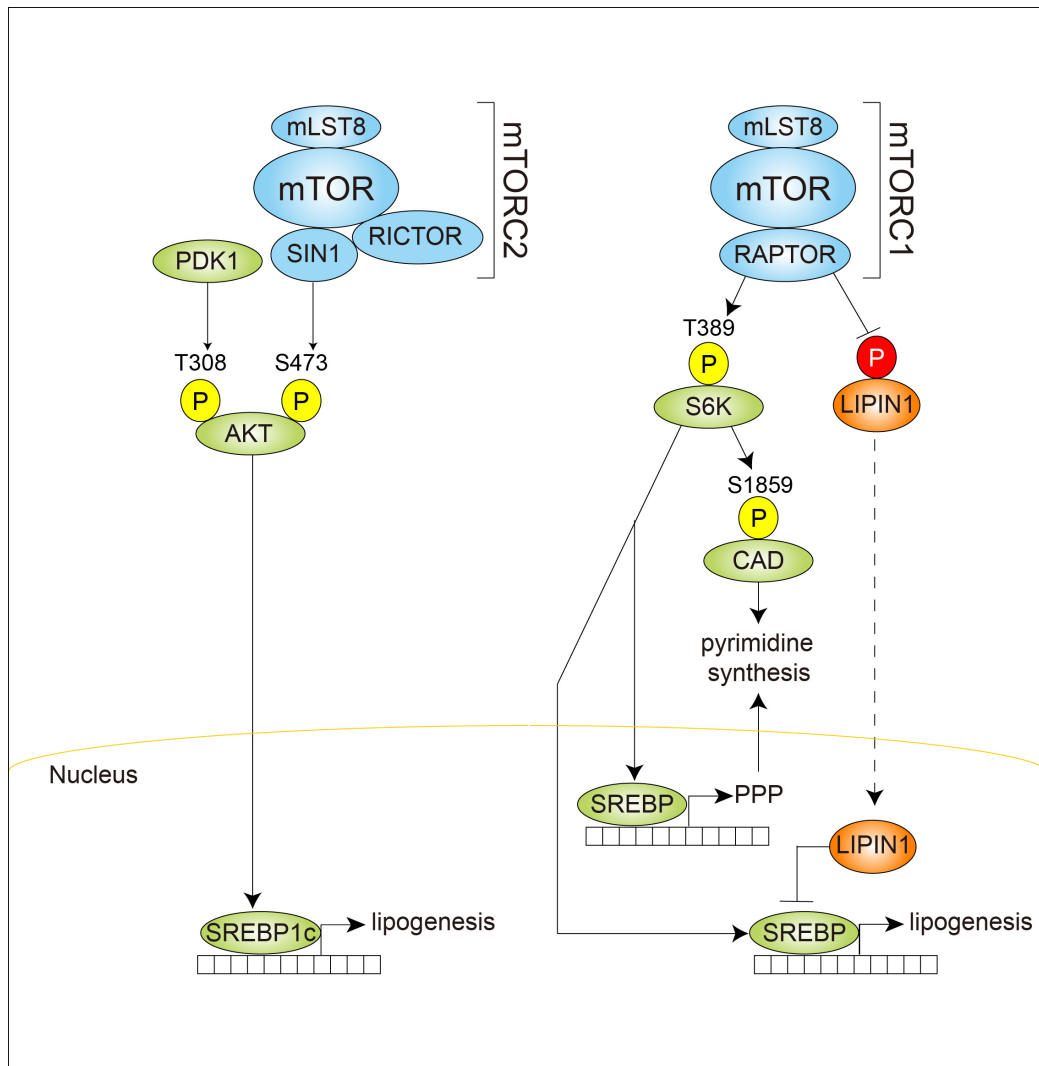 mLST8
mTOR
SIN1
RICTOR
mTORC2
PDK1
T308
S473
P
P
AKT
mLST8
mTOR
RAPTOR
mTORC1
T389
P
S6K
P
LIPIN1
S1859
P
CAD
pyrimidine
synthesis
Nucleus
SREBP
PPP
LIPIN1
SREBP1c
lipogenesis
SREBP
lipogenesis